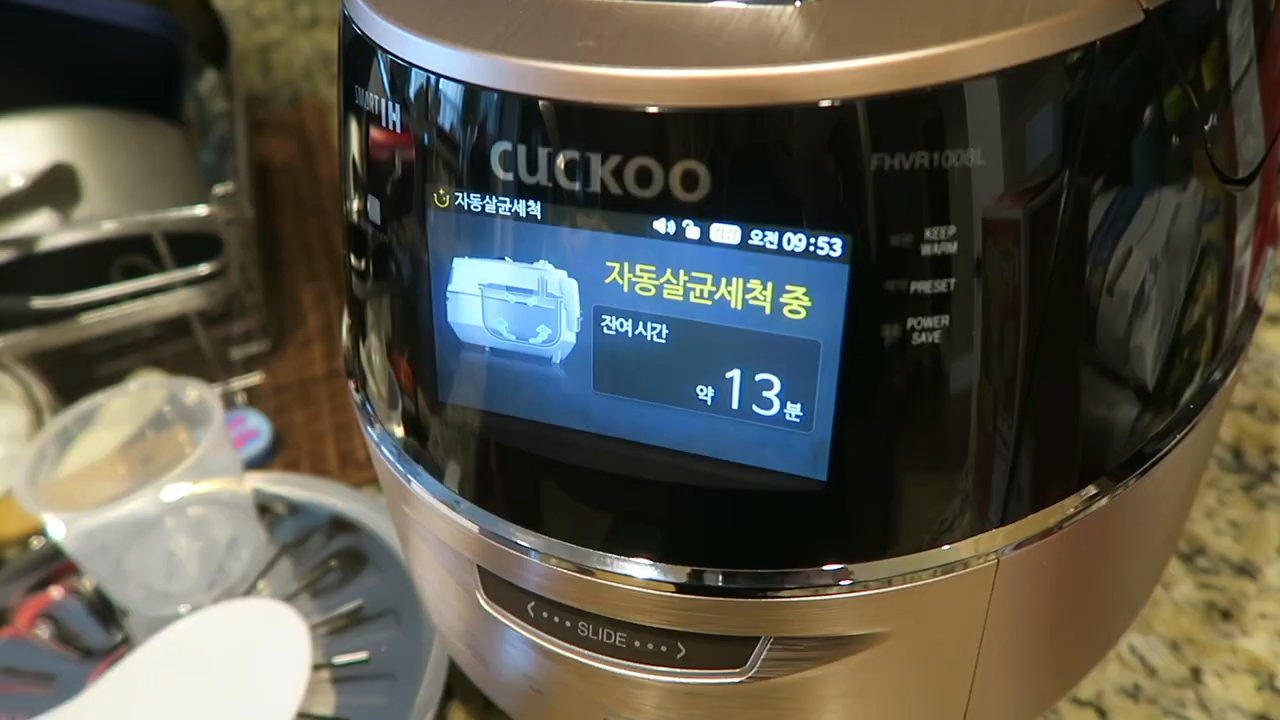 SMART IH
CUCKOO
FHVR1008L
자동살균세척
오전 09:53
자동살균세척 중
잔여 시간
약 13분
KEEP
WARM
PRESET
POWER
SAVE
SLIDE